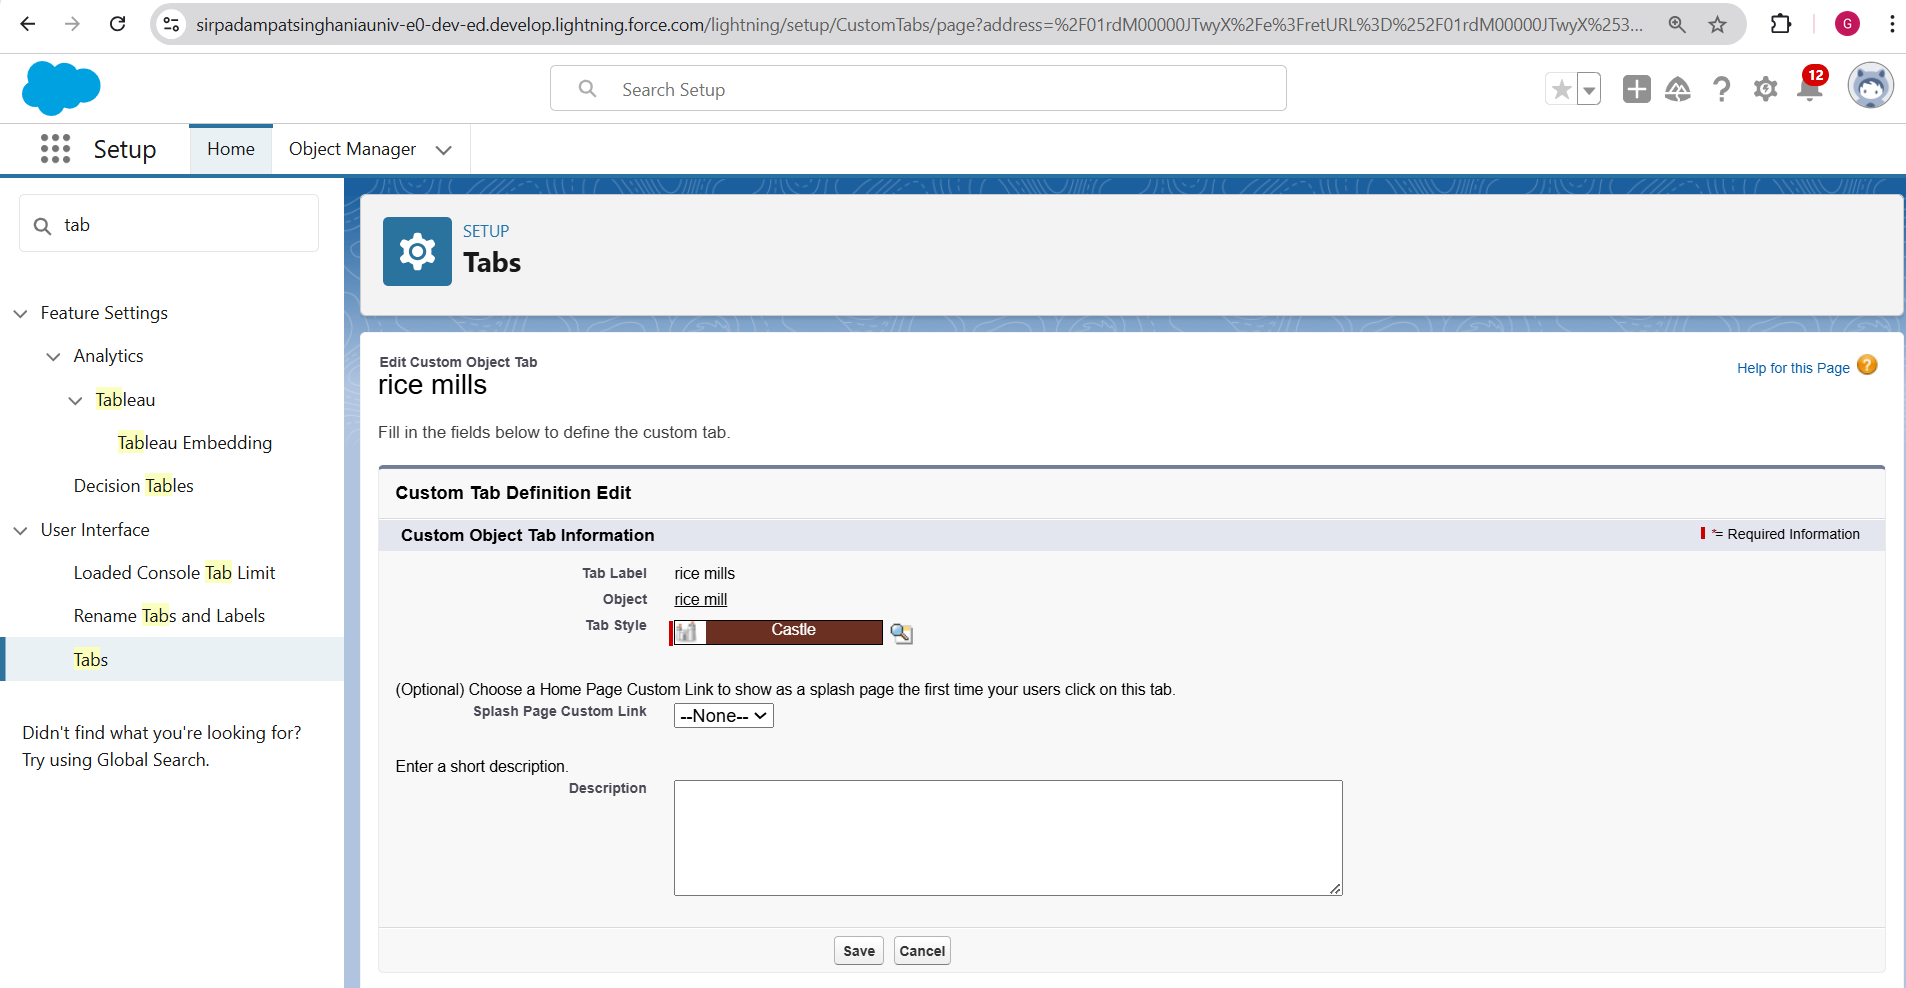 sirpadampatsinghaniauniv-e0-dev-ed.develop.lightning.force.com/lightning/setup/CustomTabs/page?address=%2F01rdM00000JTwyX%2Fe%3FretURL%3D%252F01rdM00000JTwyX%253...
G
Search Setup
12
Setup
Home
Object Manager
tab
SETUP
Tabs
Feature Settings
Analytics
Tableau
Tableau Embedding
Decision Tables
User Interface
Loaded Console Tab Limit
Rename Tabs and Labels
Tabs
Didn't find what you're looking for?
Try using Global Search.
Edit Custom Object Tab
rice mills
Help for this Page ?
Fill in the fields below to define the custom tab.
Custom Tab Definition Edit
Custom Object Tab Information
*= Required Information
Tab Label rice mills
Object rice mill
Tab Style Castle
(Optional) Choose a Home Page Custom Link to show as a splash page the first time your users click on this tab.
Splash Page Custom Link --None--
Enter a short description.
Description
Save Cancel